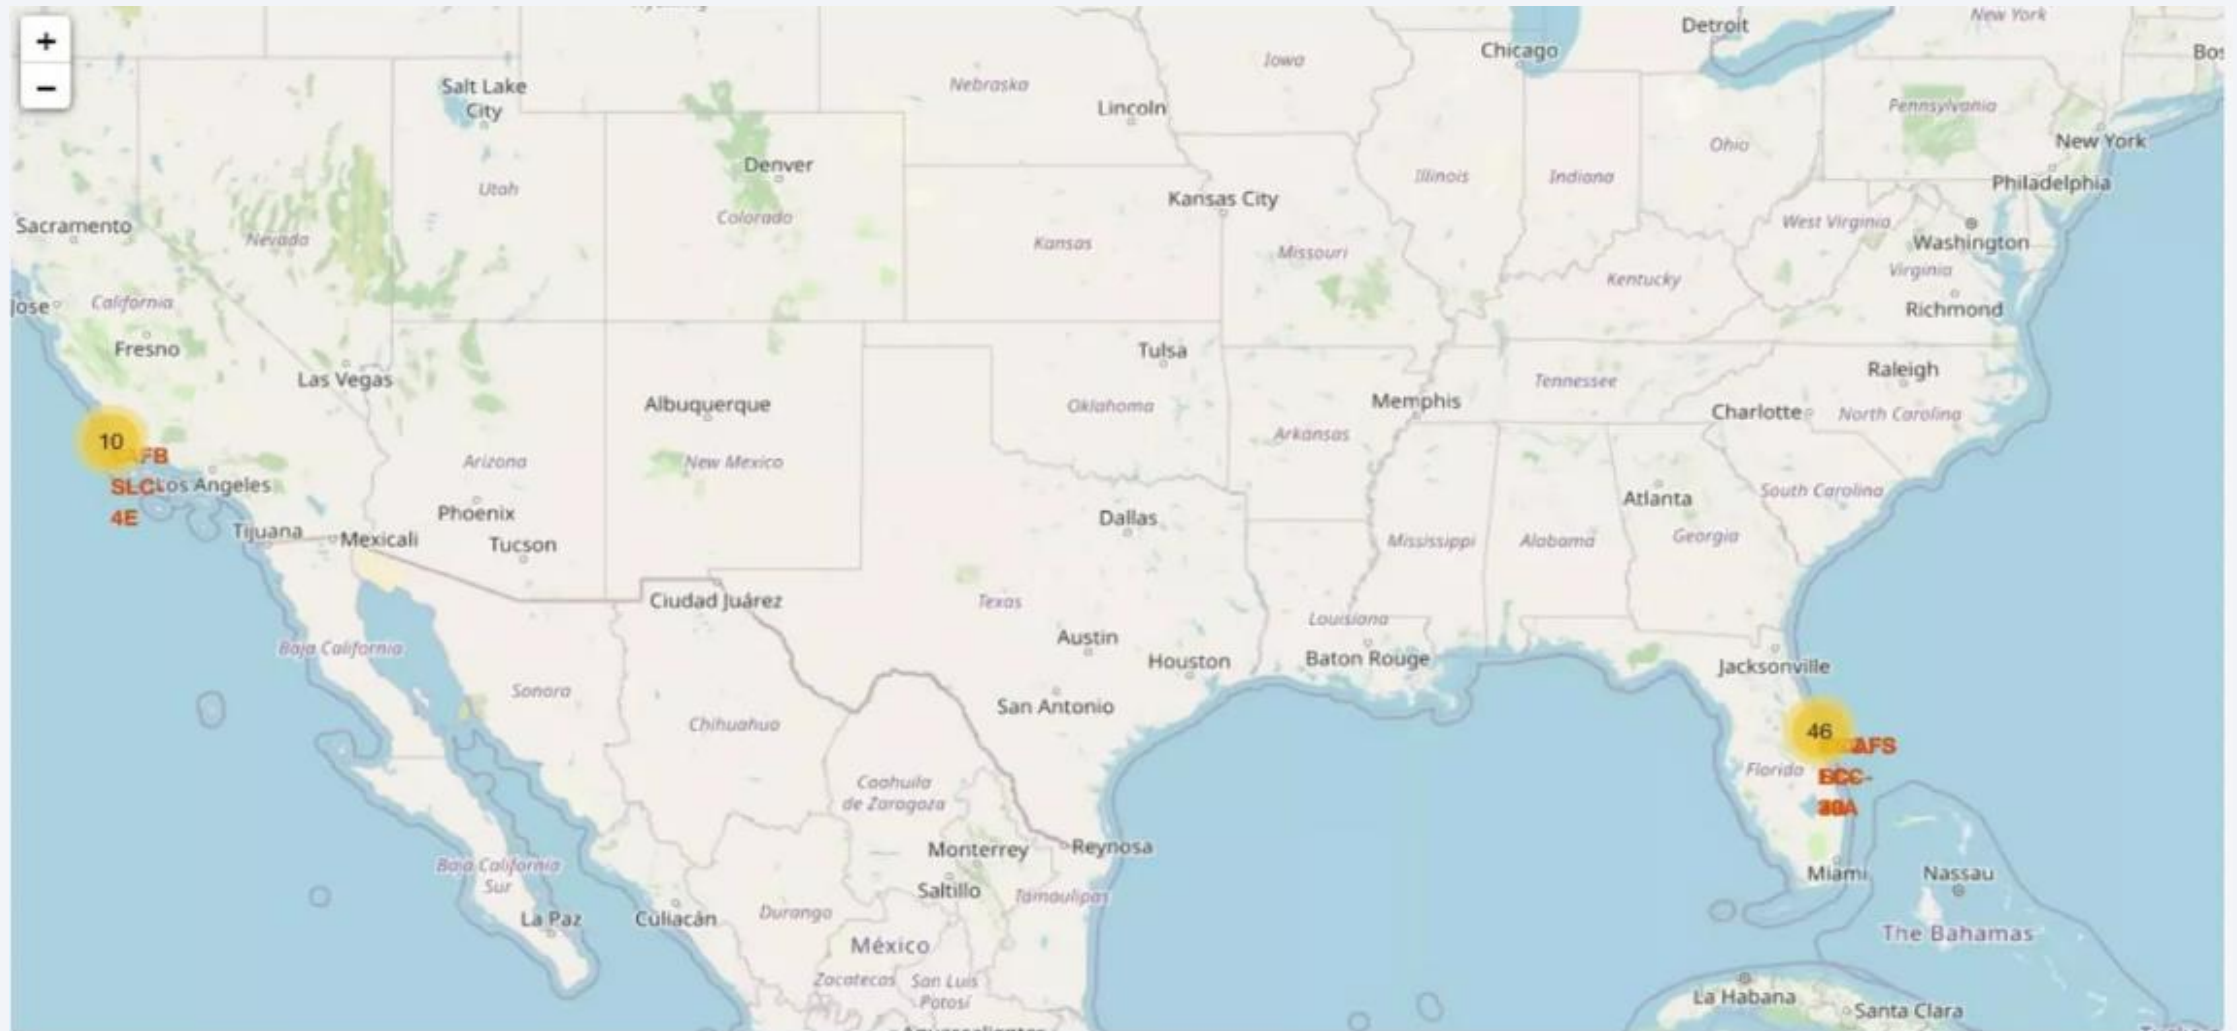 +
−
Detroit
New York
Chicago
Iowa
Salt Lake
City
Nebraska
Lincoln
Pennsylvania
New York
Denver
Ohio
Utah
Illinois
Indiana
Philadelphia
Kansas City
Colorado
Sacramento
West Virginia
Nevada
Kansas
Missouri
Washington
Kentucky
Virginia
Jose
California
Richmond
Fresno
Tulsa
Las Vegas
Tennessee
Raleigh
Albuquerque
Oklahoma
Memphis
Charlotte
North Carolina
10
AFB
Arkansas
Arizona
New Mexico
SLC
Los Angeles
Atlanta
South Carolina
4E
Phoenix
Dallas
Tijuana
Mexicali
Tucson
Mississippi
Alabama
Georgia
Ciudad Juárez
Texas
Louisiana
Baja California
Austin
Houston
Baton Rouge
Jacksonville
Sonora
San Antonio
Chihuahua
46
AFS
Florida
Coahuila
de Zaragoza
Monterrey
Reynosa
Baja California
Sur
Saltillo
Tamaulipas
Miami
Nassau
La Paz
Culiacán
Durango
The Bahamas
México
Zacatecas
San Luis
Potosí
La Habana
Santa Clara